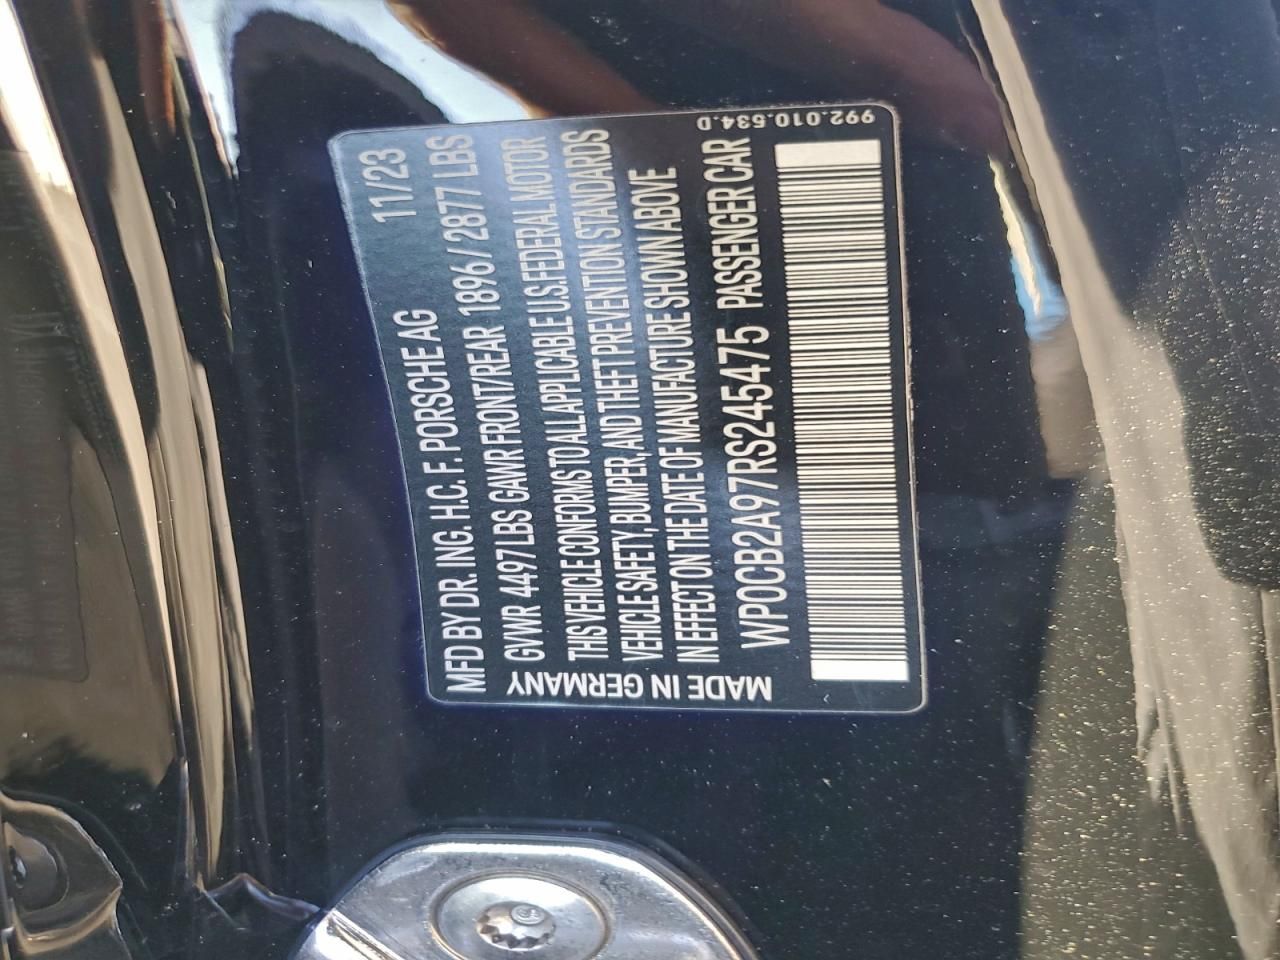 MFD BY DR. ING. H.C. F. PORSCHE AG 11/23
GVWR 4497 LBS GAWR FRONT/REAR 1896/2877 LBS
THIS VEHICLE CONFORMS TO ALL APPLICABLE U.S. FEDERAL MOTOR
VEHICLE SAFETY, BUMPER, AND THEFT PREVENTION STANDARDS
IN EFFECT ON THE DATE OF MANUFACTURE SHOWN ABOVE
WP0CB2A97RS245475 PASSENGER CAR
MADE IN GERMANY
992.010.534.D